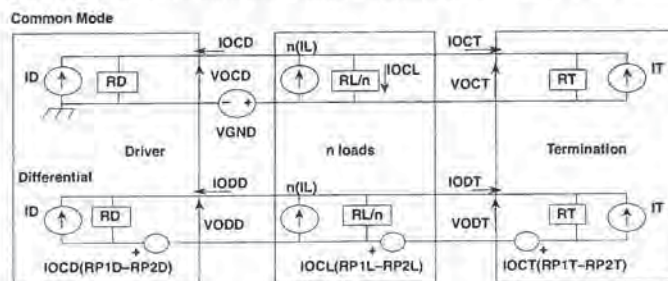 Common Mode
IOCD
n(IL)
IOCT
ID
RD
VOCD
RL/n
IOCL
VOCT
RT
IT
VGND
Driver
n loads
Termination
Differential
IODD
n(IL)
IODT
ID
RD
VODD
RL/n
VODT
RT
IT
IOCD(RP1D–RP2D)
IOCL(RP1L–RP2L)
IOCT(RP1T–RP2T)